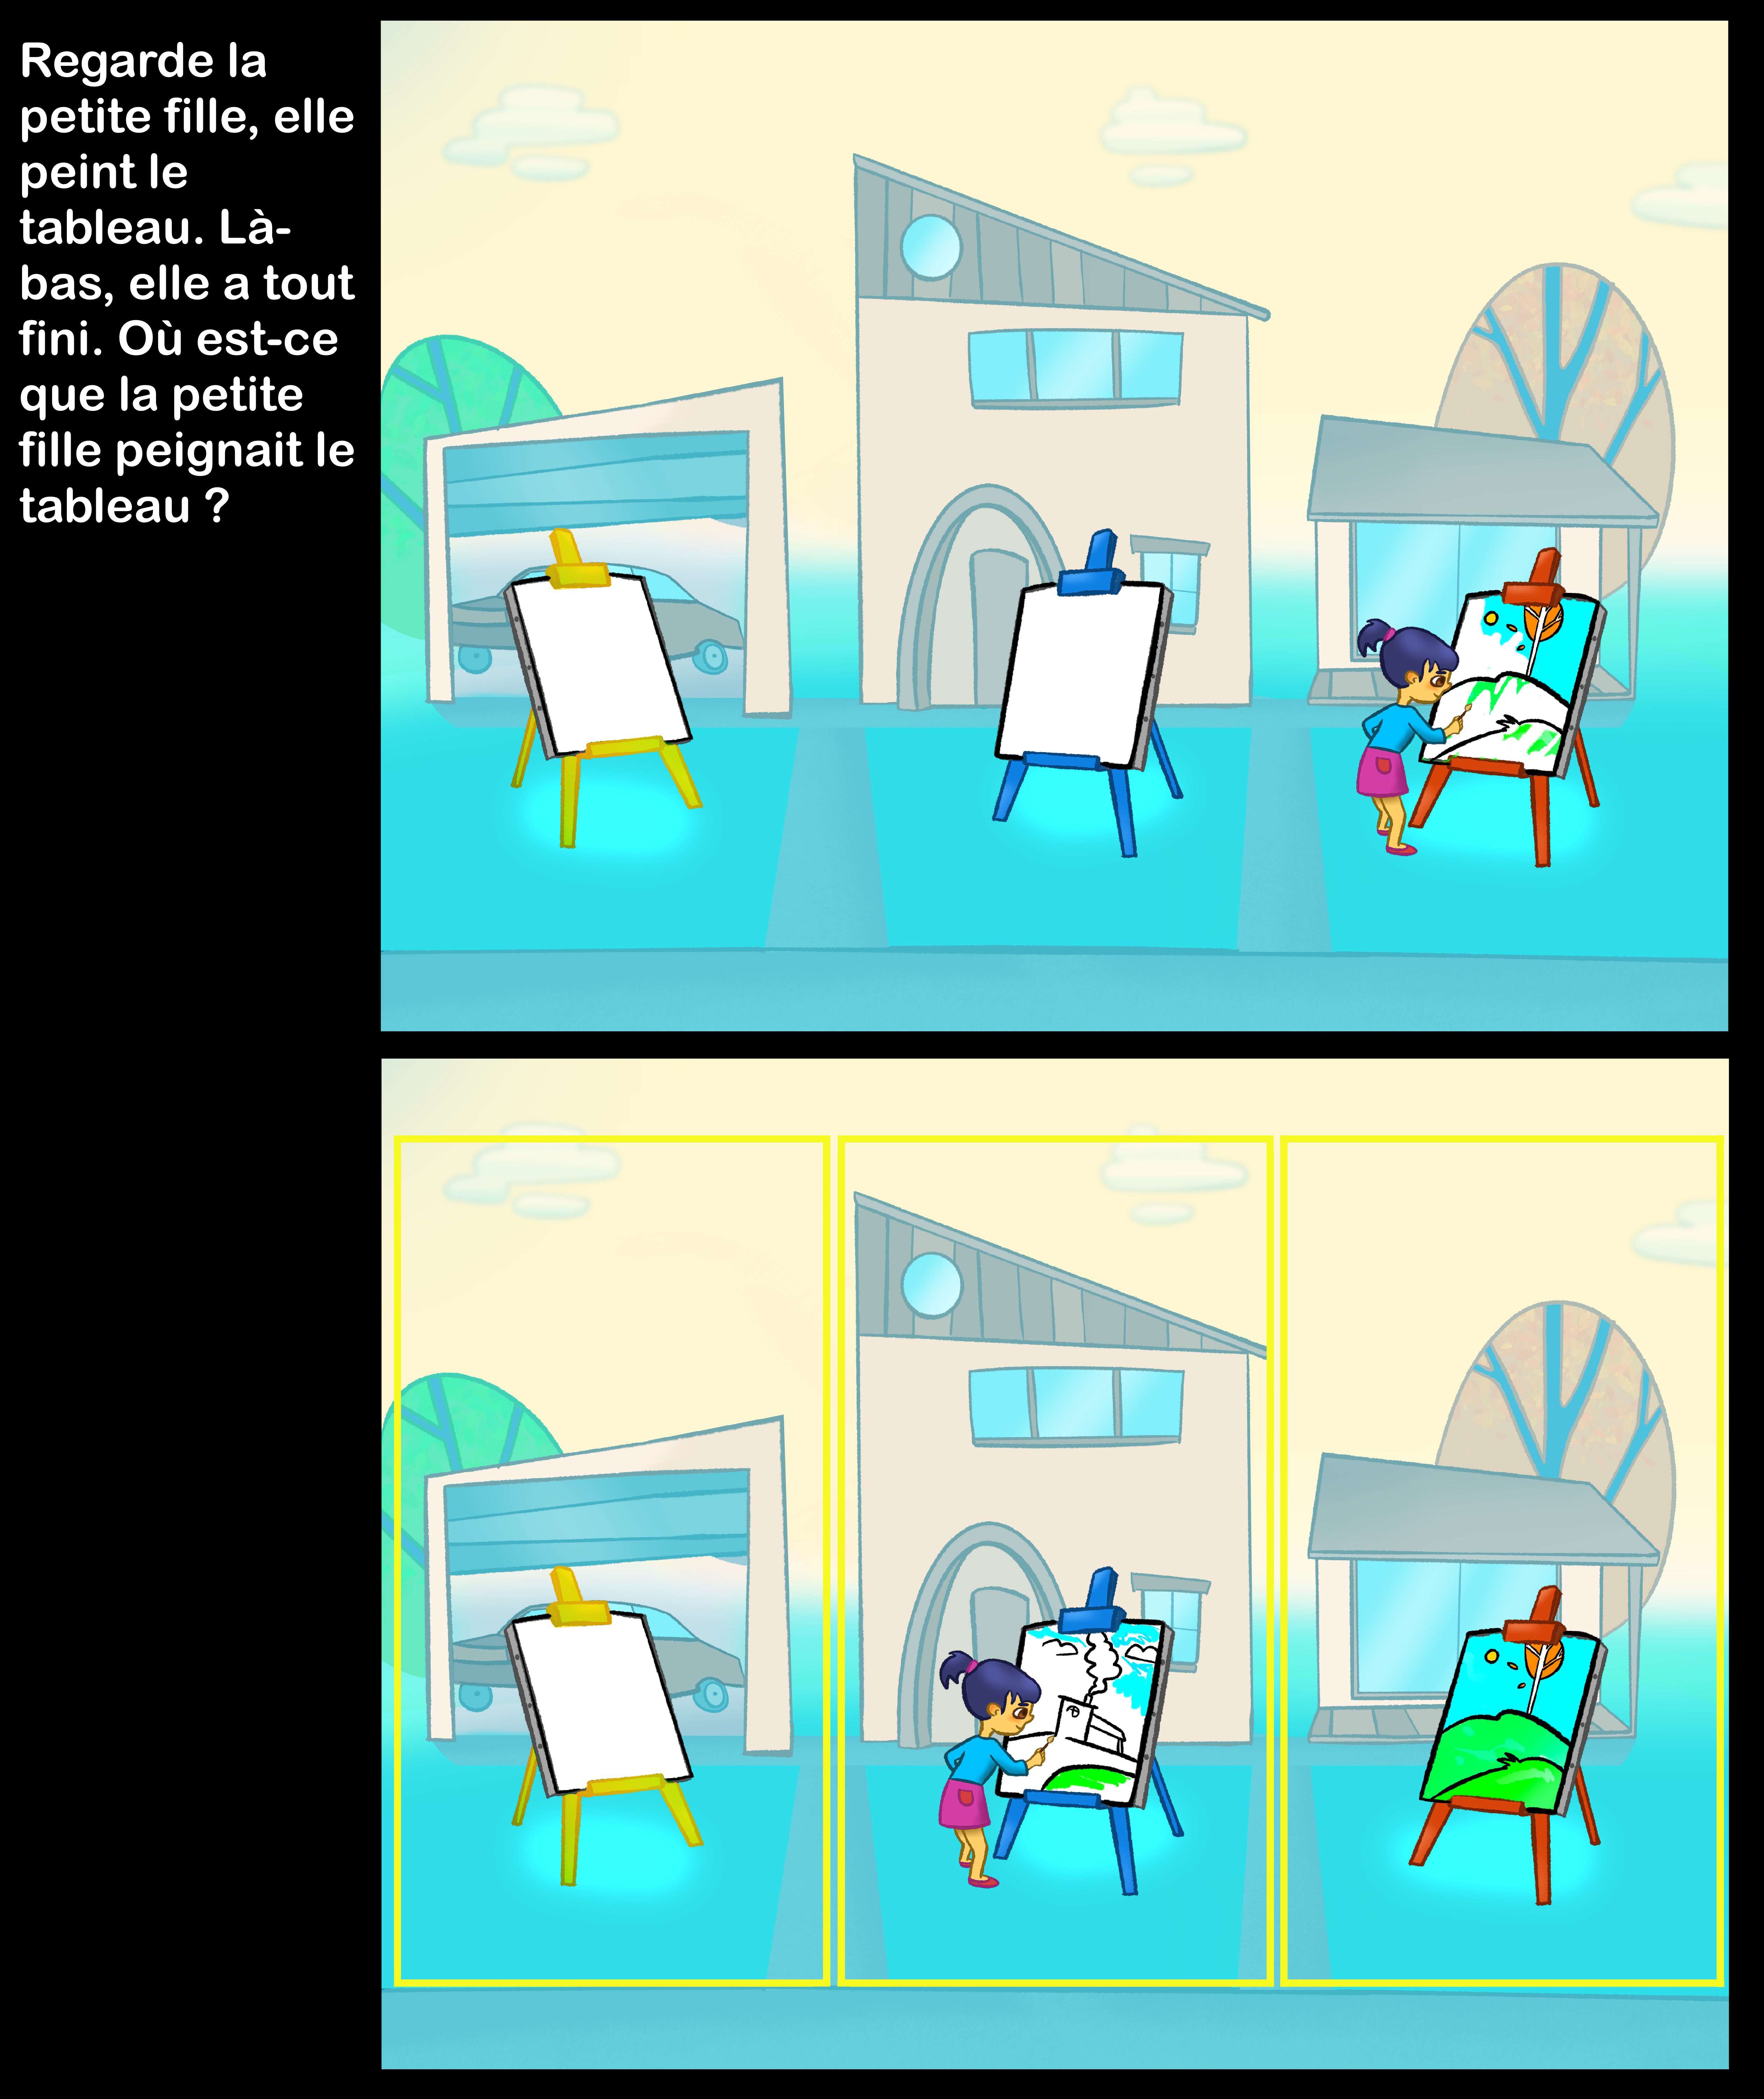 Regarde la
petite fille, elle
peint le
tableau. Là-
bas, elle a tout
fini. Où est-ce
que la petite
fille peignait le
tableau ?